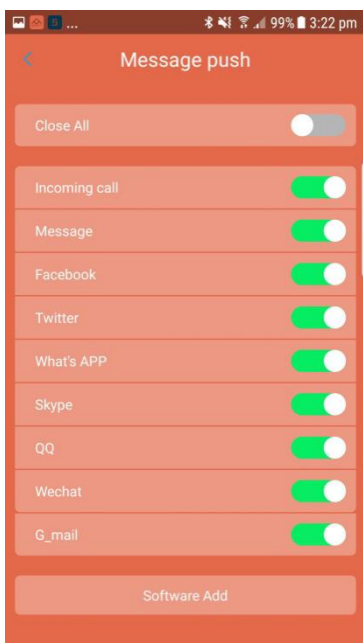 ... 99% 3:22 pm
Message push
Close All
Incoming call
Message
Facebook
Twitter
What's APP
Skype
QQ
Wechat
G_mail
Software Add